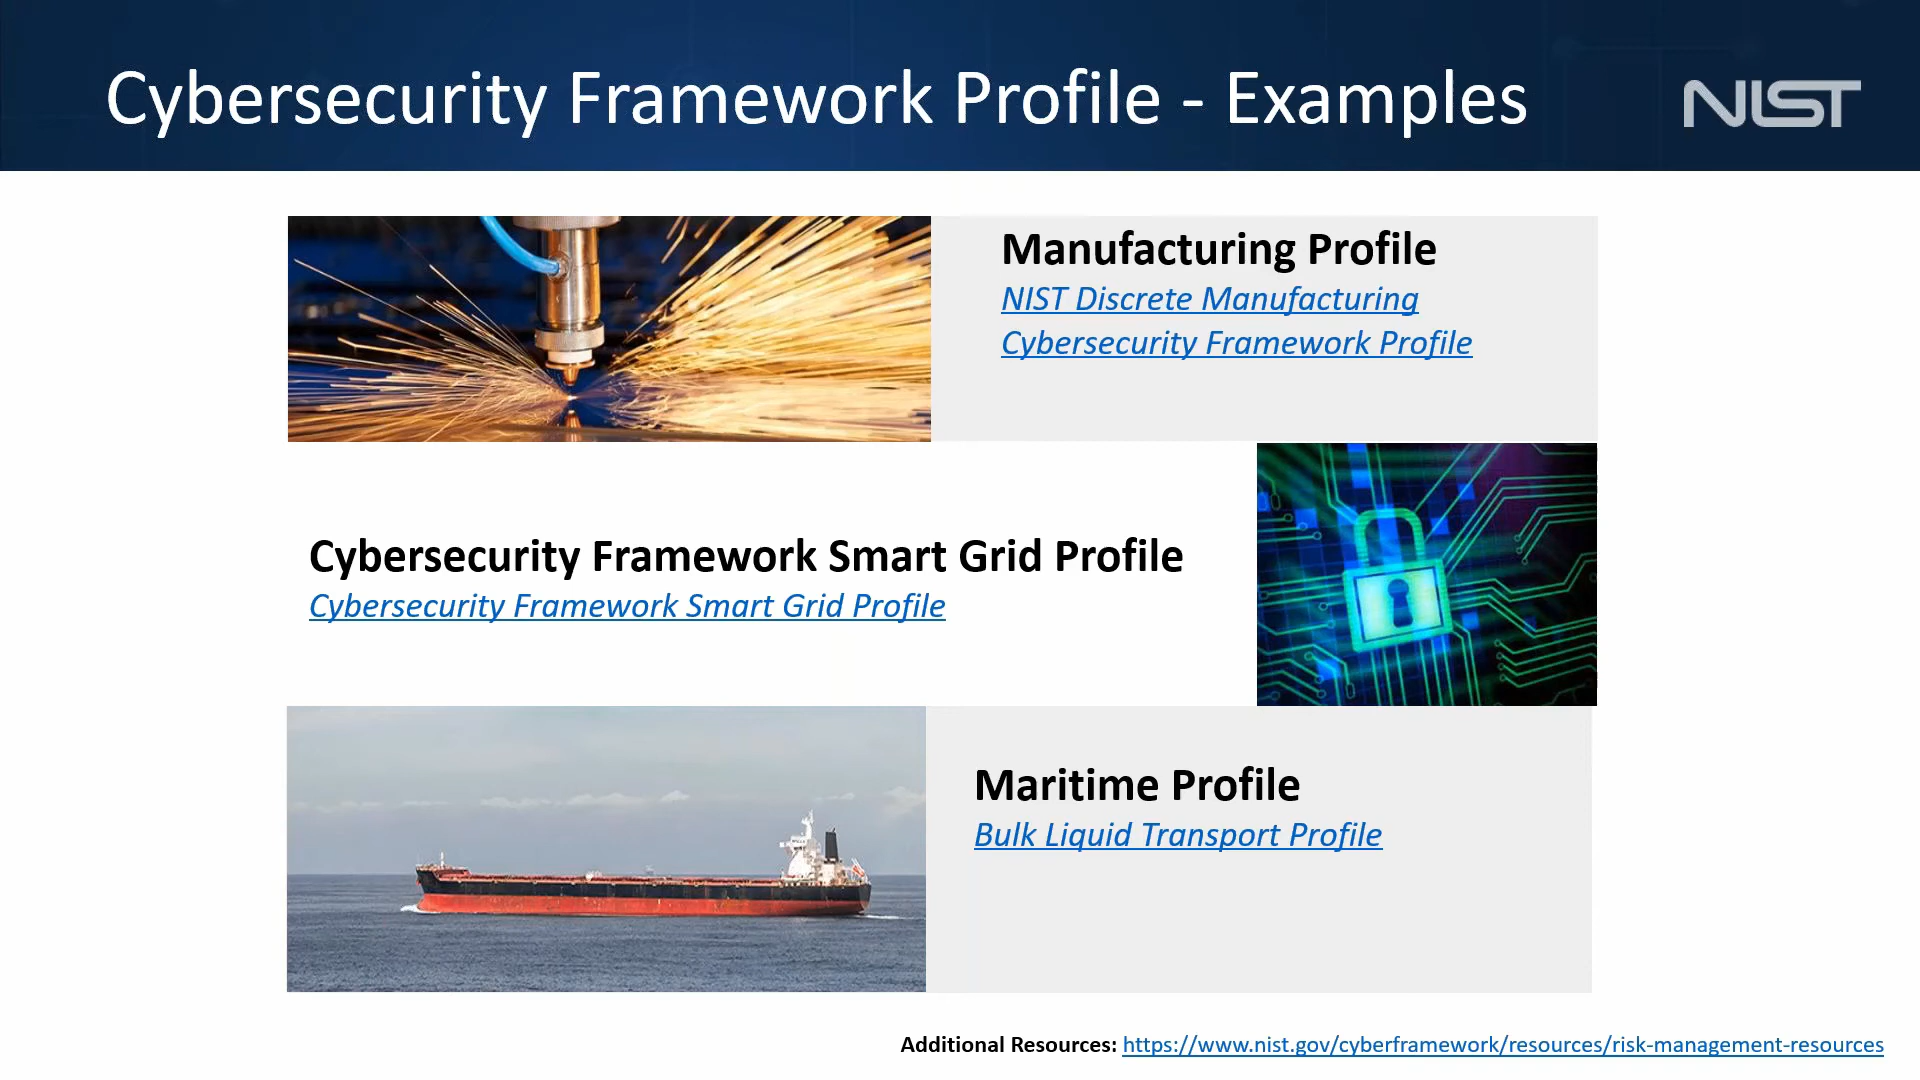 Cybersecurity Framework Profile - Examples
NIST
Manufacturing Profile
NIST Discrete Manufacturing
Cybersecurity Framework Profile
Cybersecurity Framework Smart Grid Profile
Cybersecurity Framework Smart Grid Profile
Maritime Profile
Bulk Liquid Transport Profile
Additional Resources: https://www.nist.gov/cyberframework/resources/risk-management-resources